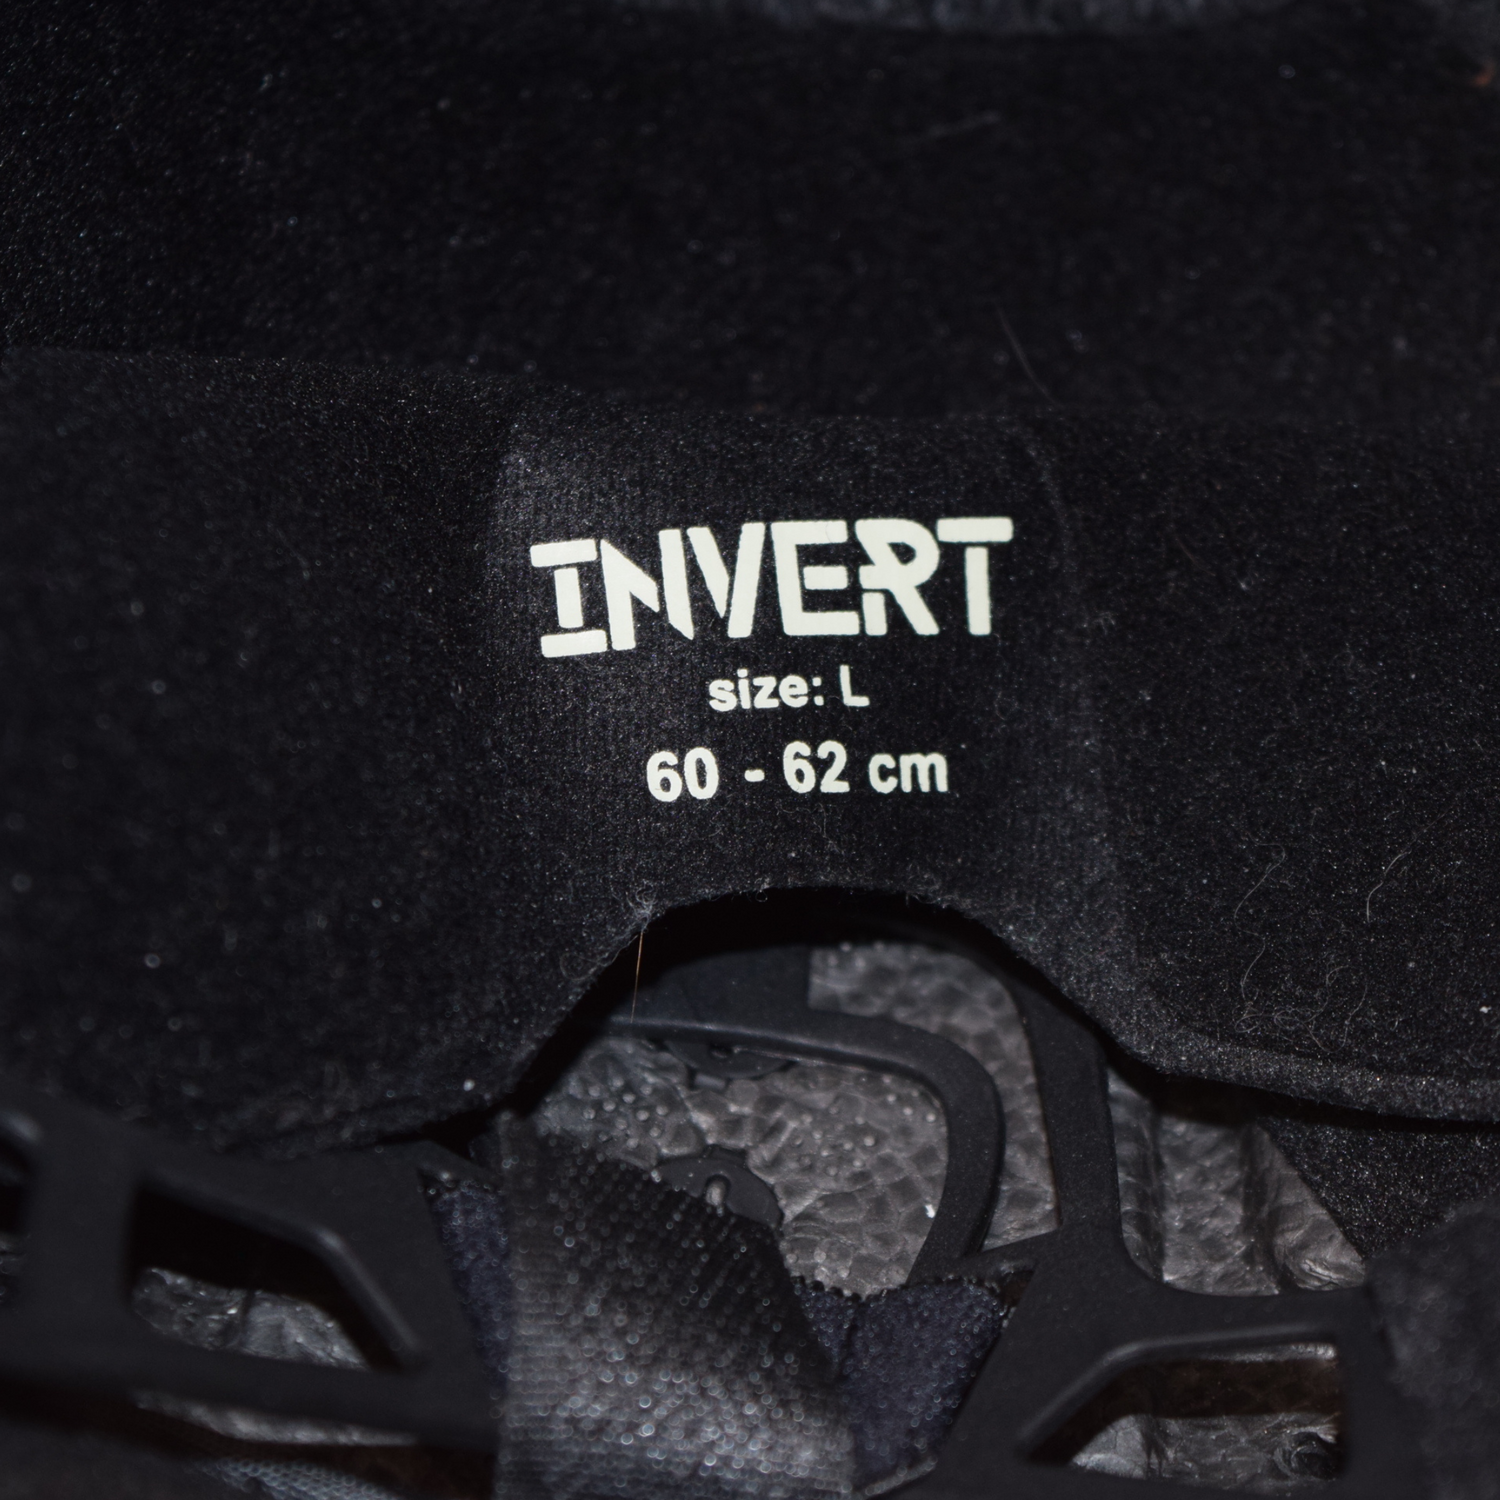 INVERT
size: L
60 - 62 cm